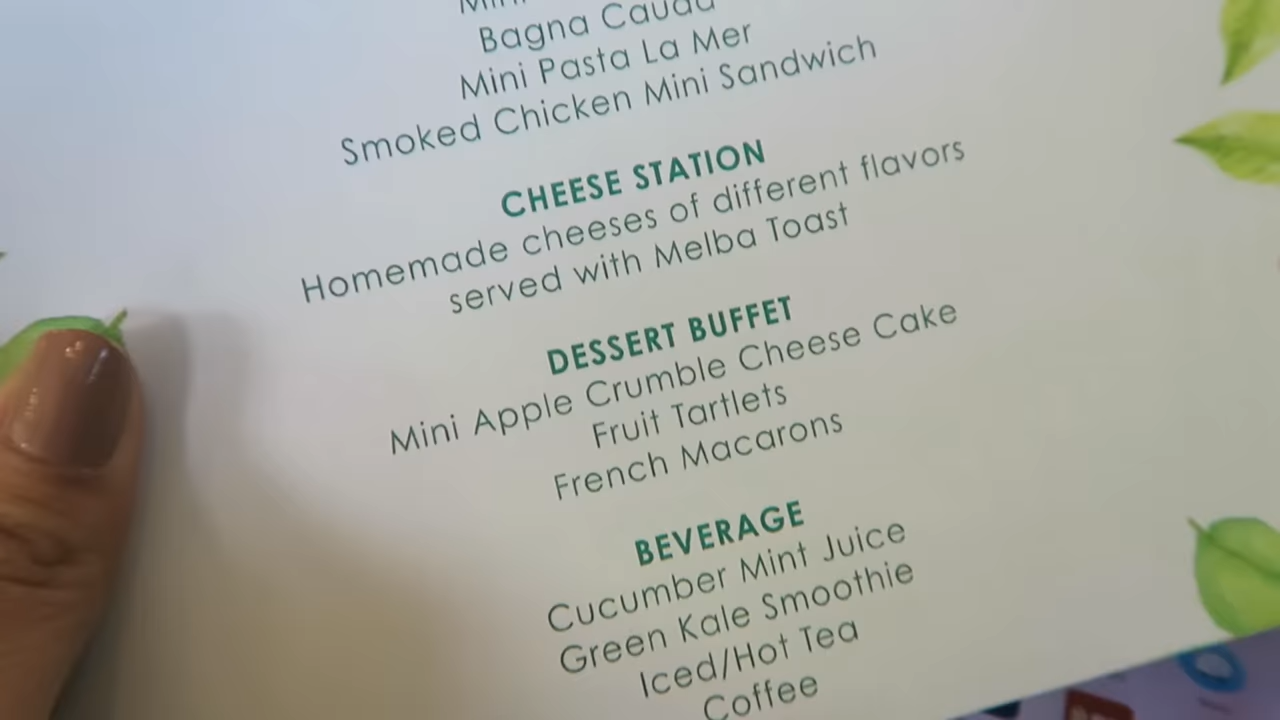 Bagna Cauda
Mini Pasta La Mer
Smoked Chicken Mini Sandwich
CHEESE STATION
Homemade cheeses of different flavors
served with Melba Toast
DESSERT BUFFET
Mini Apple Crumble Cheese Cake
Fruit Tartlets
French Macarons
BEVERAGE
Cucumber Mint Juice
Green Kale Smoothie
Iced/Hot Tea
Coffee